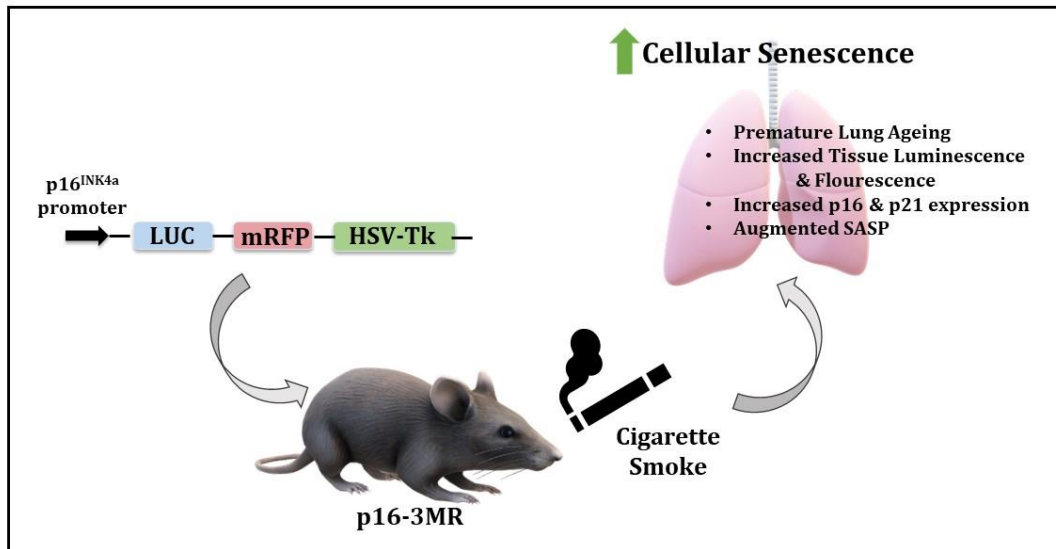 Cellular Senescence
• Premature Lung Ageing
• Increased Tissue Luminescence
& Flourescence
• Increased p16 & p21 expression
• Augmented SASP
p16ᴵᴺᴷ⁴ᵃ
promoter
LUC
mRFP
HSV-Tk
Cigarette
Smoke
p16-3MR